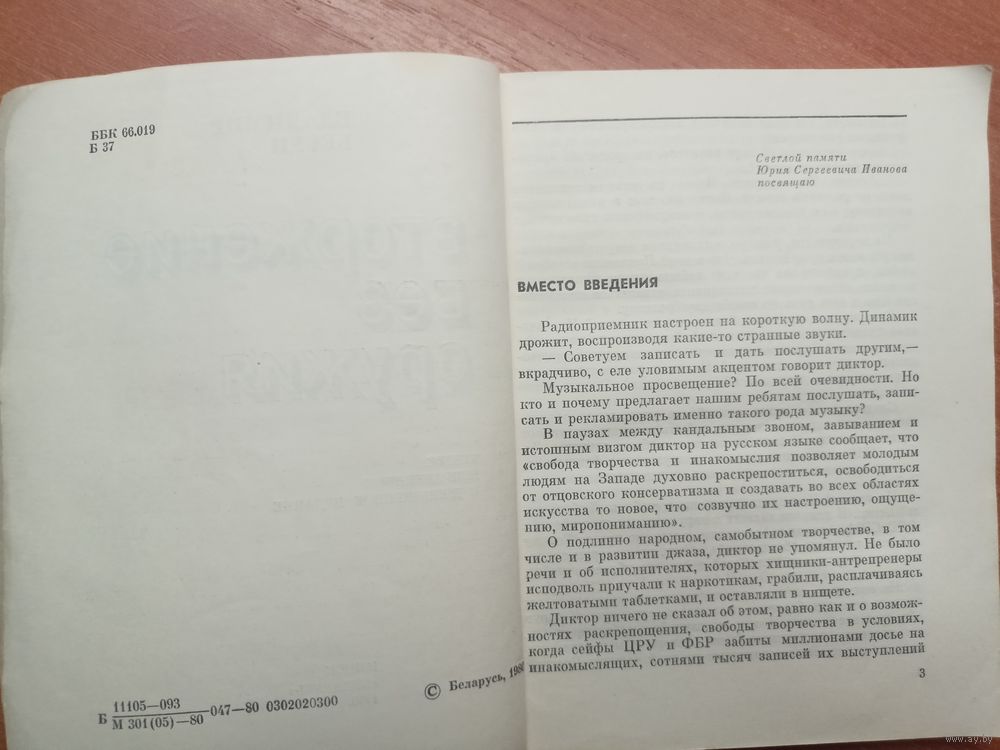 ББК 66.019
Б 37
11105—093
Б ——— 047—80 0302020300
М 301(05)—80
© Беларусь, 1980
Светлой памяти
Юрия Сергеевича Иванова
посвящаю
ВМЕСТО ВВЕДЕНИЯ
Радиоприемник настроен на короткую волну. Динамик
дрожит, воспроизводя какие-то странные звуки.
— Советуем записать и дать послушать другим,—
вкрадчиво, с еле уловимым акцентом говорит диктор.
Музыкальное просвещение? По всей очевидности. Но
кто и почему предлагает нашим ребятам послушать, запи-
сать и рекламировать именно такого рода музыку?
В паузах между кандальным звоном, завыванием и
истошным визгом диктор на русском языке сообщает, что
«свобода творчества и инакомыслия позволяет молодым
людям на Западе духовно раскрепоститься, освободиться
от отцовского консерватизма и создавать во всех областях
искусства то новое, что созвучно их настроению, ощуще-
нию, миропониманию».
О подлинно народном, самобытном творчестве, в том
числе и в развитии джаза, диктор не упомянул. Не было
речи и об исполнителях, которых хищники-антрепренеры
исподволь приучали к наркотикам, грабили, расплачиваясь
желтоватыми таблетками, и оставляли в нищете.
Диктор ничего не сказал об этом, равно как и о возмож-
ностях раскрепощения, свободы творчества в условиях,
когда сейфы ЦРУ и ФБР забиты миллионами досье на
инакомыслящих, сотнями тысяч записей их выступлений
3
www.ay.by